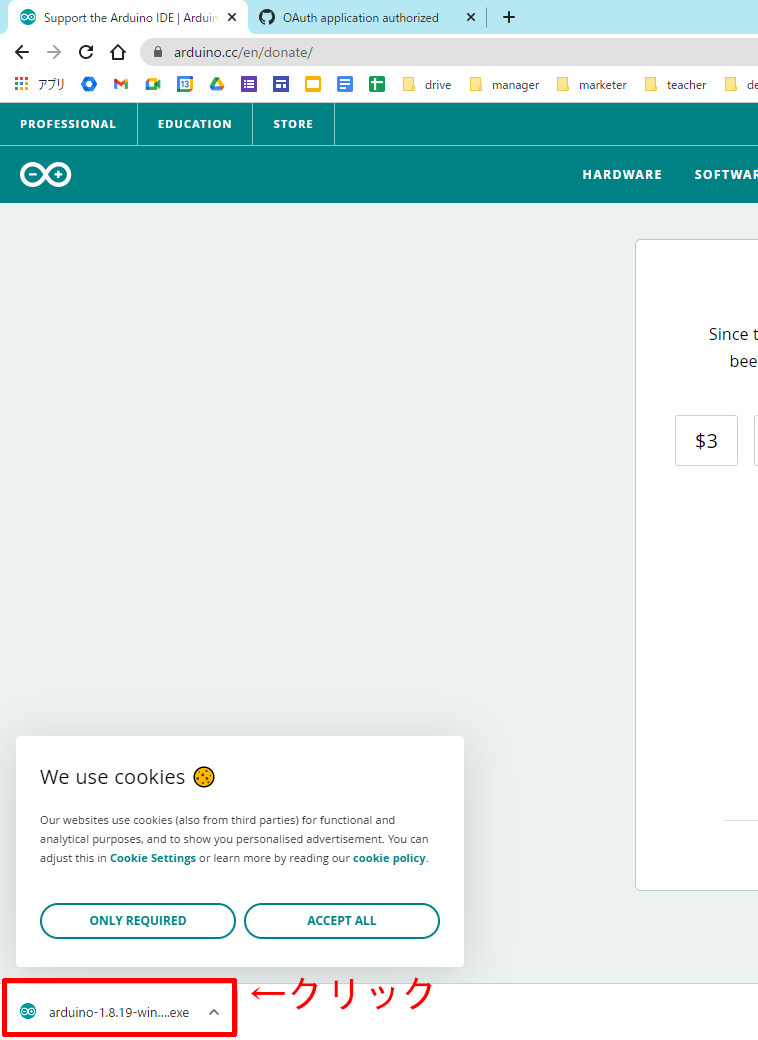 Support the Arduino IDE | Arduin
OAuth application authorized
arduino.cc/en/donate/
アプリ
13
drive
manager
marketer
teacher
de
PROFESSIONAL
EDUCATION
STORE
HARDWARE
SOFTWAR
Since t
bee
$3
We use cookies
Our websites use cookies (also from third parties) for functional and
analytical purposes, and to show you personalised advertisement. You can
adjust this in Cookie Settings or learn more by reading our cookie policy.
ONLY REQUIRED
ACCEPT ALL
arduino-1.8.19-win....exe
←クリック